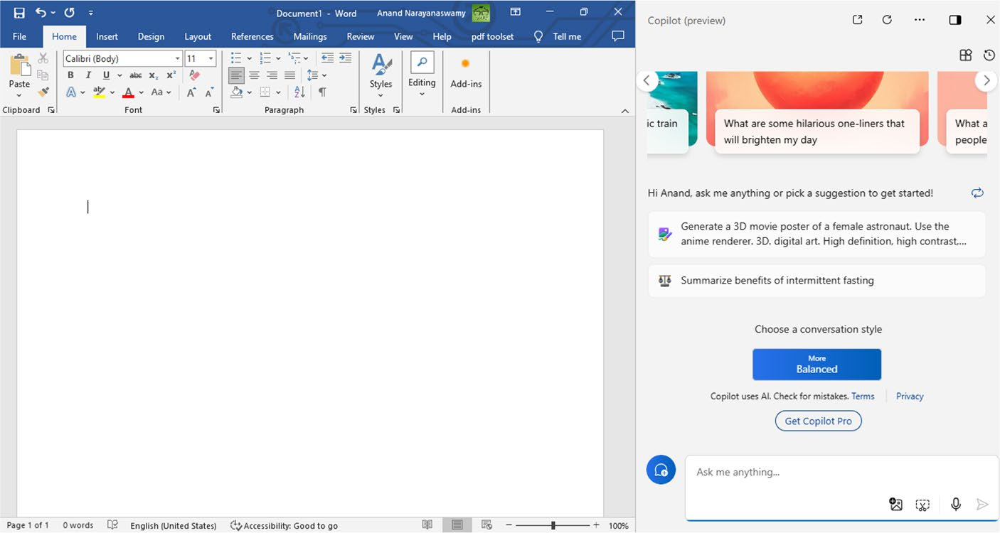 Document1 - Word
Anand Narayanaswamy
File Home Insert Design Layout References Mailings Review View Help pdf toolset Tell me
Calibri (Body) 11
Paste
B I U abc x₂ x²
A A Aa A A
Styles
Editing
Add-ins
Clipboard Font Paragraph Styles Add-ins
Page 1 of 1 0 words English (United States) Accessibility: Good to go 100%
Copilot (preview)
ic train
What are some hilarious one-liners that
will brighten my day
What a
people
Hi Anand, ask me anything or pick a suggestion to get started!
Generate a 3D movie poster of a female astronaut. Use the
anime renderer. 3D. digital art. High definition, high contrast,...
Summarize benefits of intermittent fasting
Choose a conversation style
More
Balanced
Copilot uses AI. Check for mistakes. Terms Privacy
Get Copilot Pro
Ask me anything...